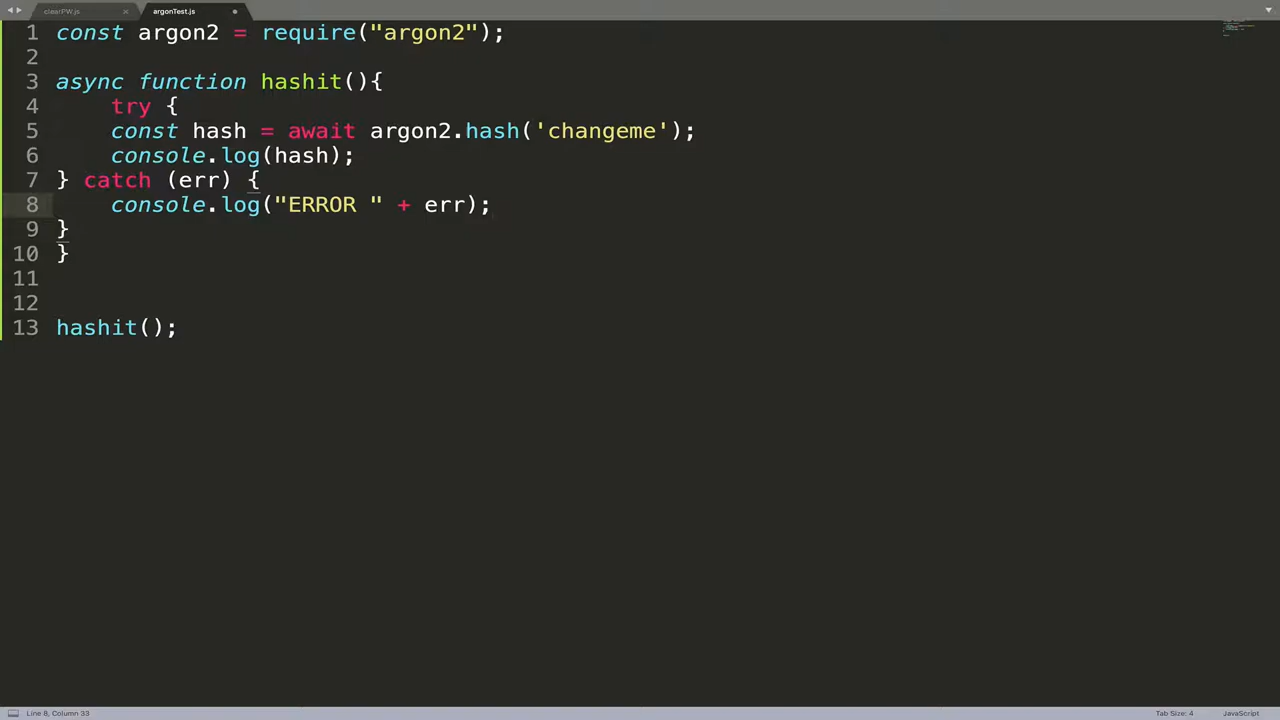 clearPW.js × argonTest.js
1 const argon2 = require("argon2");
2
3 async function hashit(){
4 try {
5 const hash = await argon2.hash('changeme');
6 console.log(hash);
7 } catch (err) {
8 console.log("ERROR " + err);
9 }
10 }
11
12
13 hashit();
Line 8, Column 33 Tab Size: 4 JavaScript